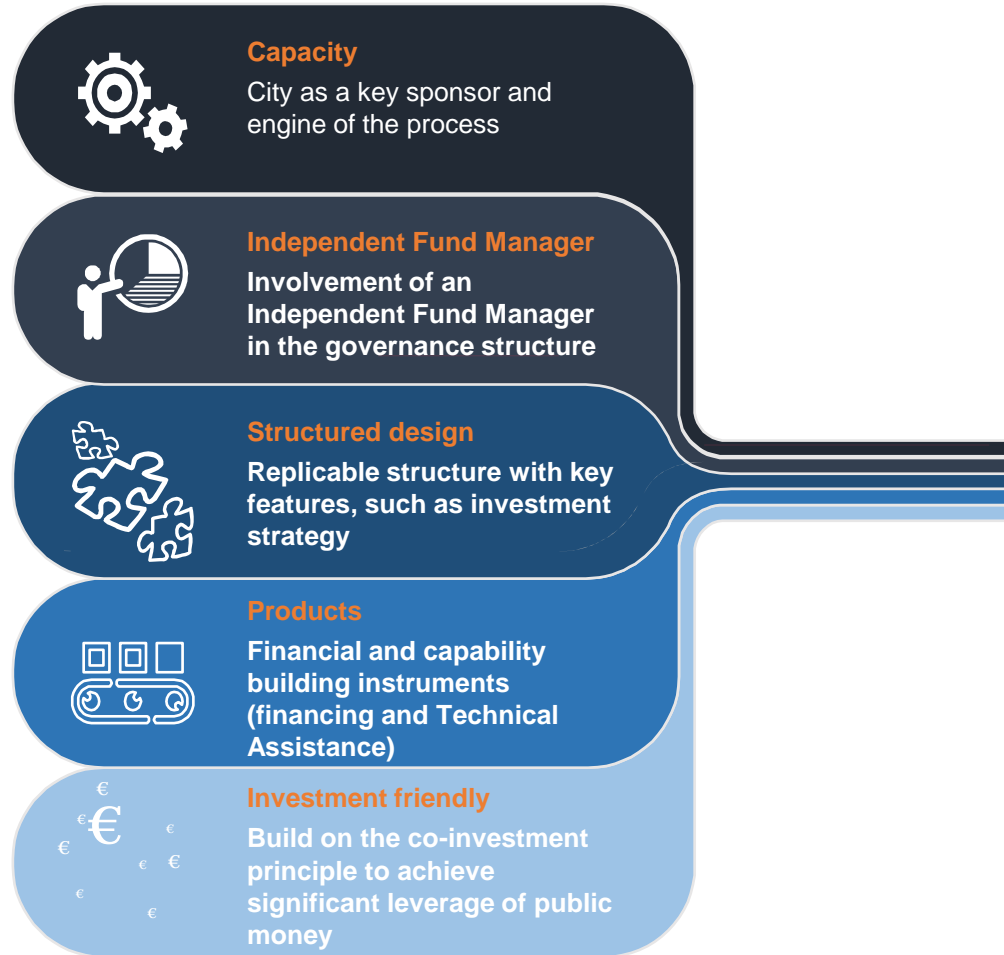 Capacity
City as a key sponsor and
engine of the process
Independent Fund Manager
Involvement of an
Independent Fund Manager
in the governance structure
Structured design
Replicable structure with key
features, such as investment
strategy
Products
Financial and capability
building instruments
(financing and Technical
Assistance)
€
€
€
€
€
€
€
€
€
Investment friendly
Build on the co-investment
principle to achieve
significant leverage of public
money